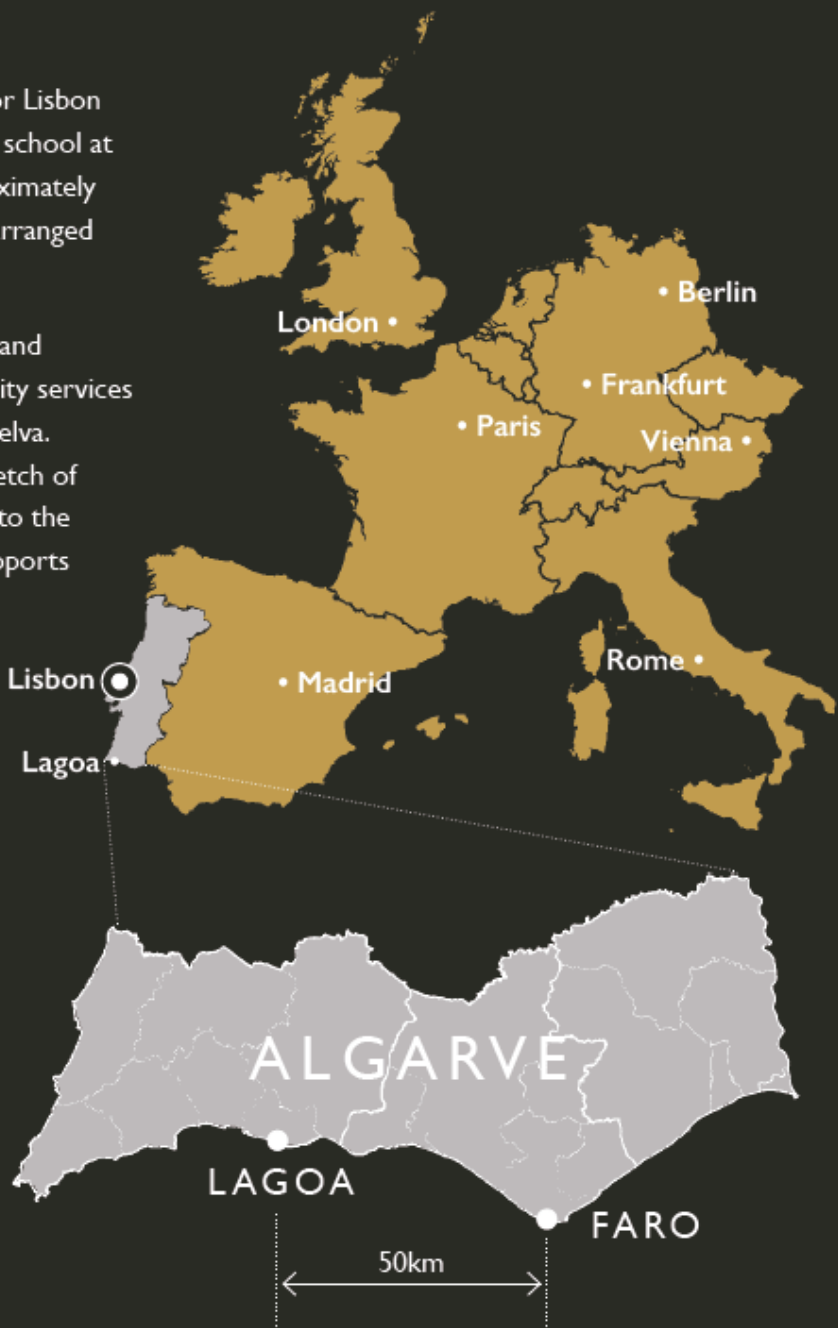 or Lisbon
school at
ximately
rranged
and
ity services
elva.
etch of
to the
pports
London
Berlin
Frankfurt
Paris
Vienna
Rome
Lisbon
Madrid
Lagoa
ALGARVE
LAGOA
FARO
50km